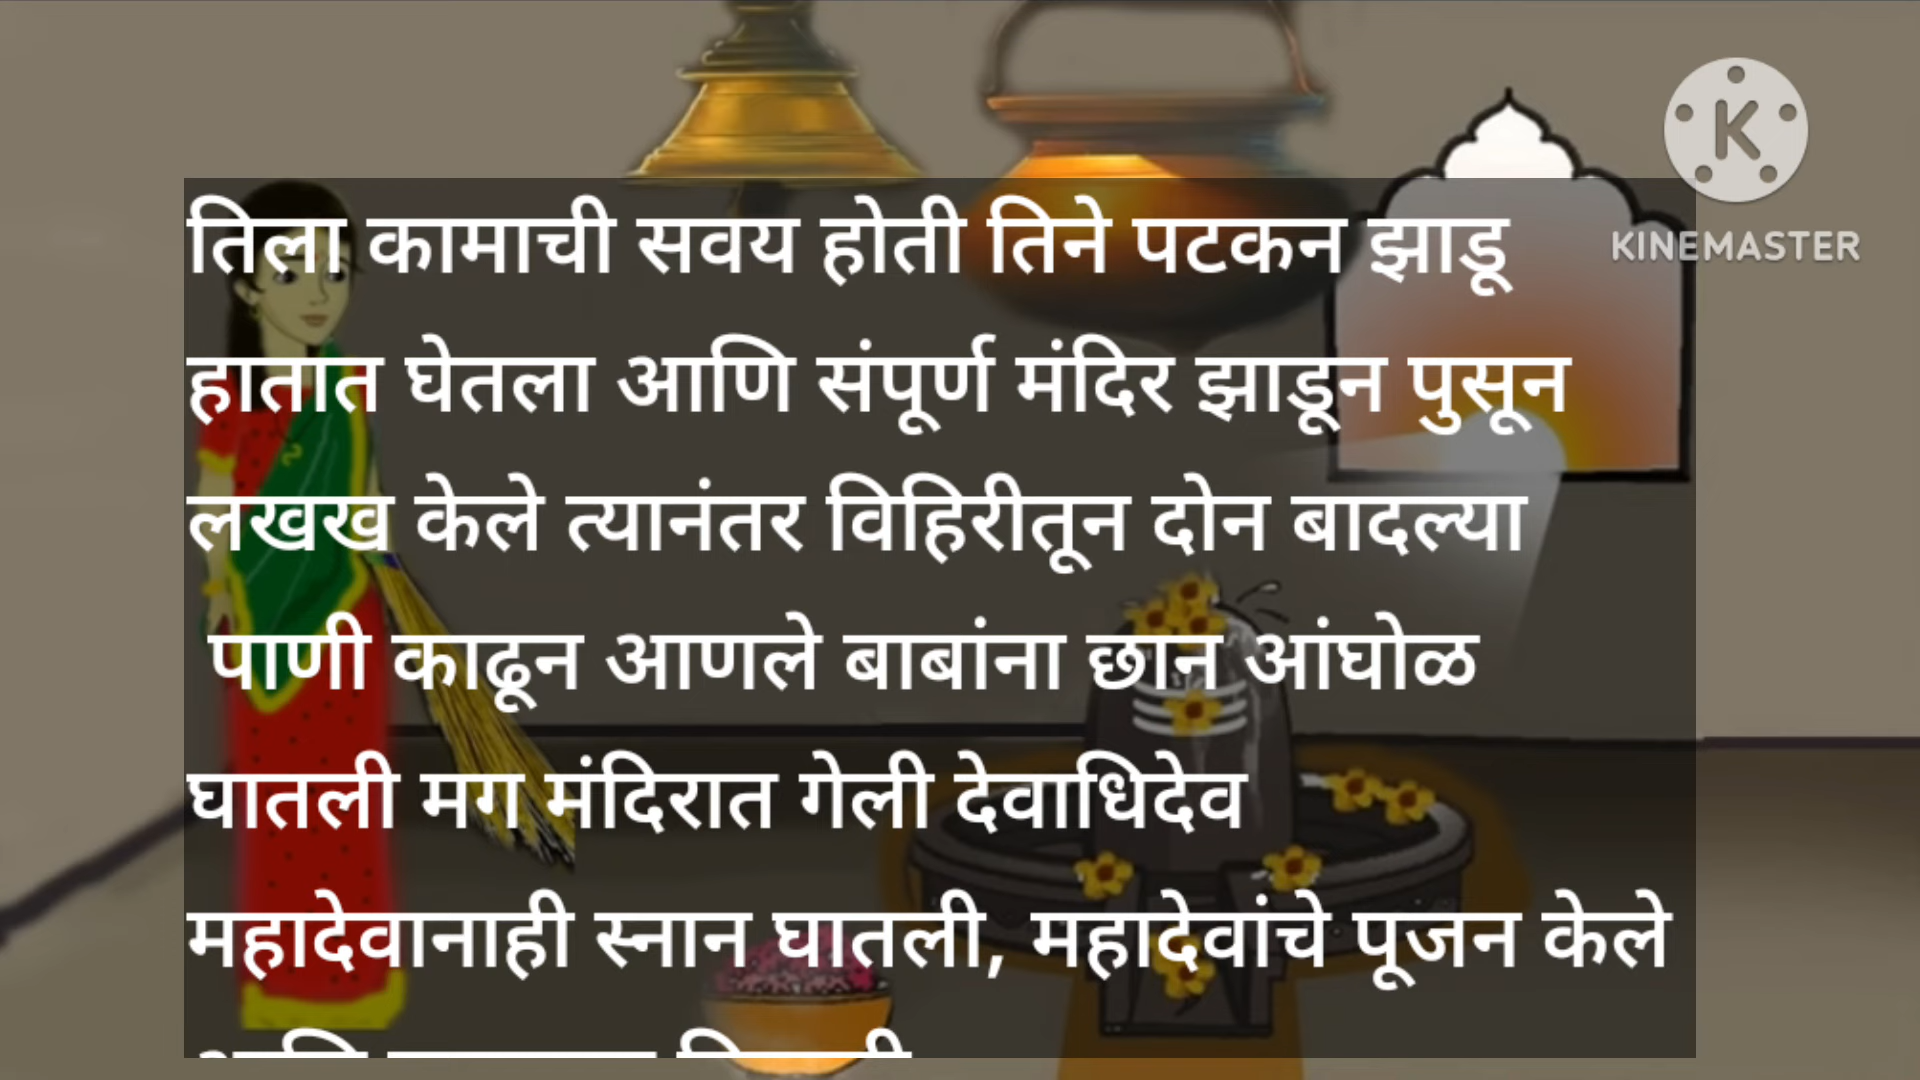 तिला कामाची सवय होती तिने पटकन झाडू
हातात घेतला आणि संपूर्ण मंदिर झाडून पुसून
लखख केले त्यानंतर विहिरीतून दोन बादल्या
पाणी काढून आणले बाबांना छान आंघोळ
घातली मग मंदिरात गेली देवाधिदेव
महादेवानाही स्नान घातली, महादेवांचे पूजन केले
KINEMASTER